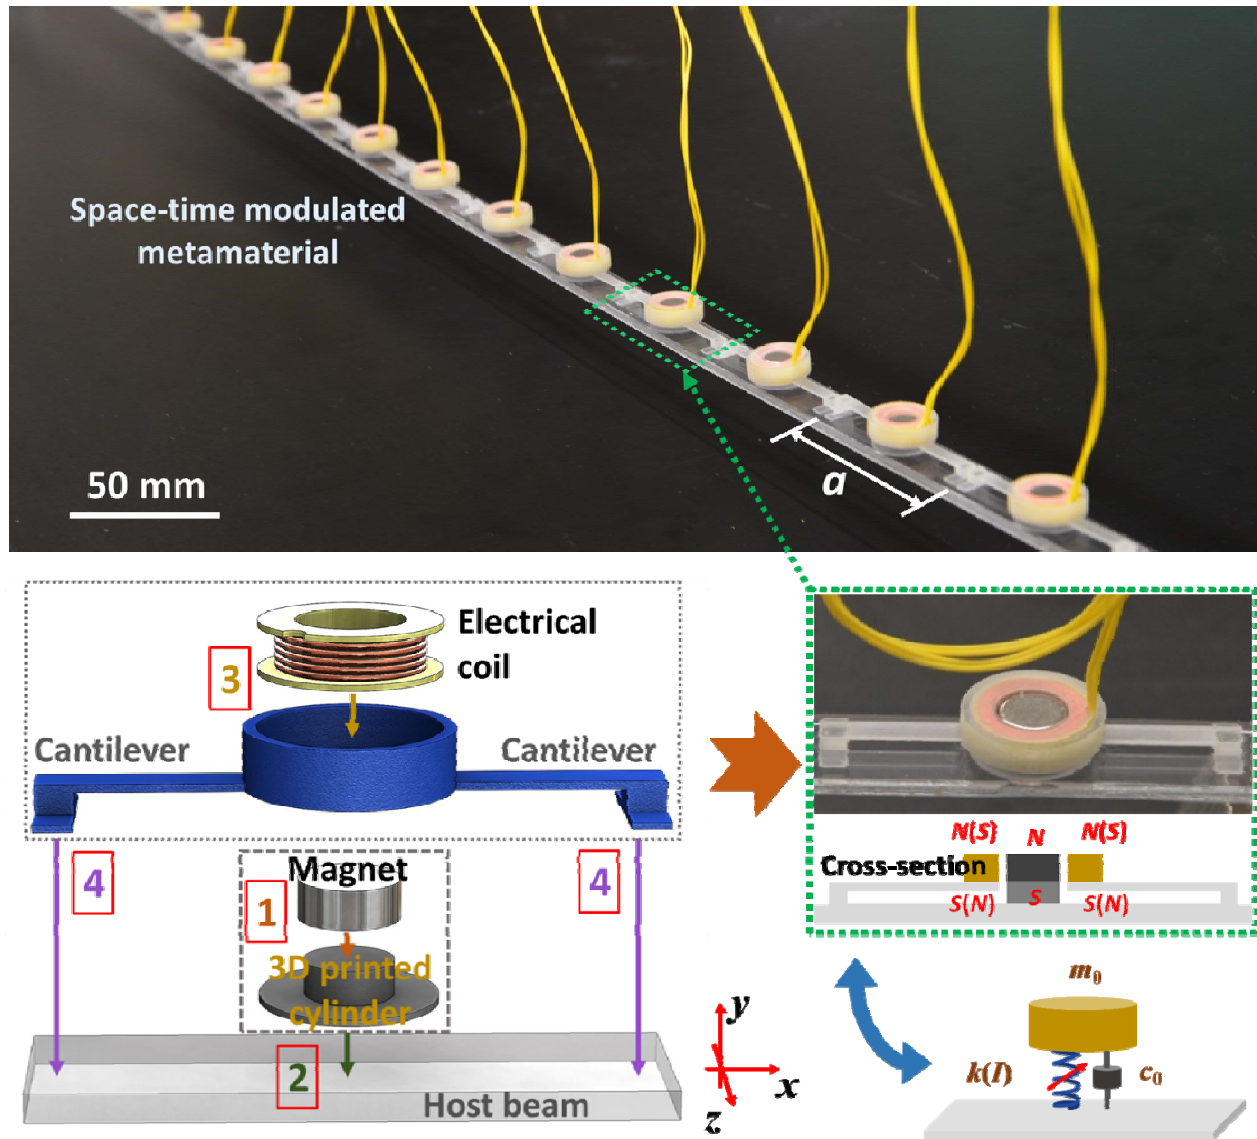 Space-time modulated
metamaterial
50 mm
a
Electrical
coil
3
Cantilever
Cantilever
4
4
Magnet
1
3D printed
cylinder
2
Host beam
N(S)
N
N(S)
Cross-section
S(N)
S
S(N)
y
x
z
m0
k(I)
c0